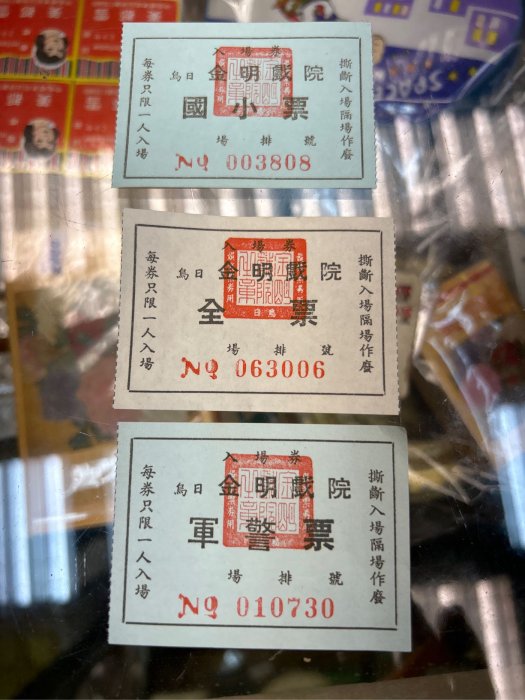 入場券
烏日 金明戲院
國小票
場 排 號
№ 003808
每券只限一人入場
撕斷入場隔場作廢
入場券
烏日 金明戲院
全 票
場 排 號
№ 063006
每券只限一人入場
撕斷入場隔場作廢
入場券
烏日 金明戲院
軍警票
場 排 號
№ 010730
每券只限一人入場
撕斷入場隔場作廢
SPACE